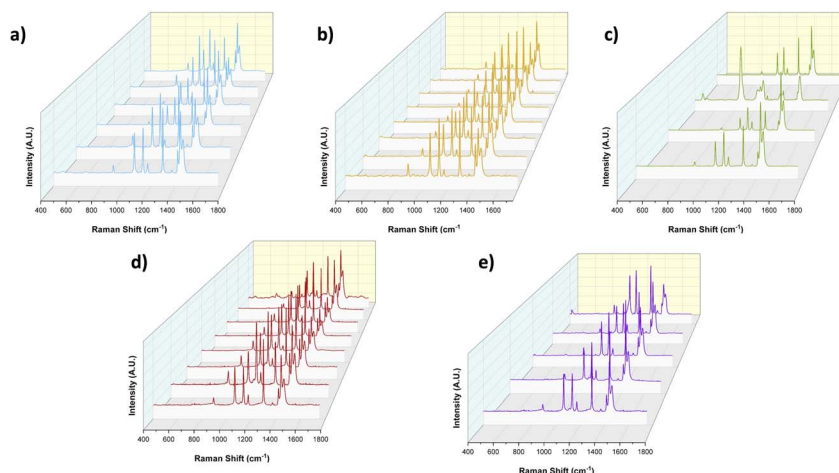 a)
b)
c)
Intensity (A.U.)
Intensity (A.U.)
Intensity (A.U.)
400 600 800 1000 1200 1400 1600 1800
400 600 800 1000 1200 1400 1600
400 600 800 1000 1200 1400 1600 1800
Raman Shift (cm-1
Raman Shift (cm-1
Raman Shift (cm-1)
d)
e)
Intensity (A.U.)
Intensity (A.U.)
400 600 800 1000 1200 1400 1600 1800
400 600 800 1000 1200 1400 1600 1800
Raman Shift (cm-1)
Raman Shift (cm-1)